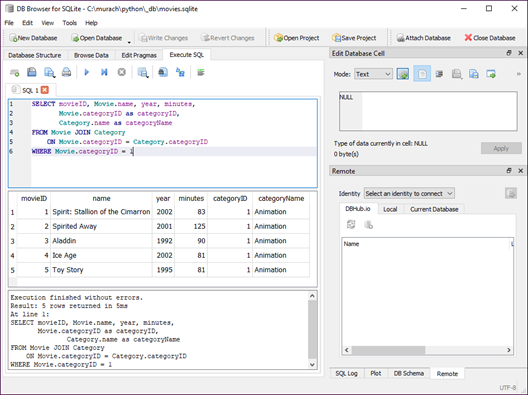 DB Browser for SQLite - C:\murach\python\_db\movies.sqlite
File Edit View Tools Help
New Database Open Database Write Changes Revert Changes Open Project Save Project Attach Database Close Database
Database Structure Browse Data Edit Pragmas Execute SQL
SQL 1
1 SELECT movieID, Movie.name, year, minutes,
2 Movie.categoryID as categoryID,
3 Category.name as categoryName
4 FROM Movie JOIN Category
5 ON Movie.categoryID = Category.categoryID
6 WHERE Movie.categoryID = 1
movieID name year minutes categoryID categoryName
1 1 Spirit: Stallion of the Cimarron 2002 83 1 Animation
2 2 Spirited Away 2001 125 1 Animation
3 3 Aladdin 1992 90 1 Animation
4 4 Ice Age 2002 81 1 Animation
5 5 Toy Story 1995 81 1 Animation
Execution finished without errors.
Result: 5 rows returned in 5ms
At line 1:
SELECT movieID, Movie.name, year, minutes,
Movie.categoryID as categoryID,
Category.name as categoryName
FROM Movie JOIN Category
ON Movie.categoryID = Category.categoryID
WHERE Movie.categoryID = 1
Edit Database Cell
Mode: Text
NULL
Type of data currently in cell: NULL
0 byte(s)
Apply
Remote
Identity Select an identity to connect
DBHub.io Local Current Database
Name L
SQL Log Plot DB Schema Remote
UTF-8